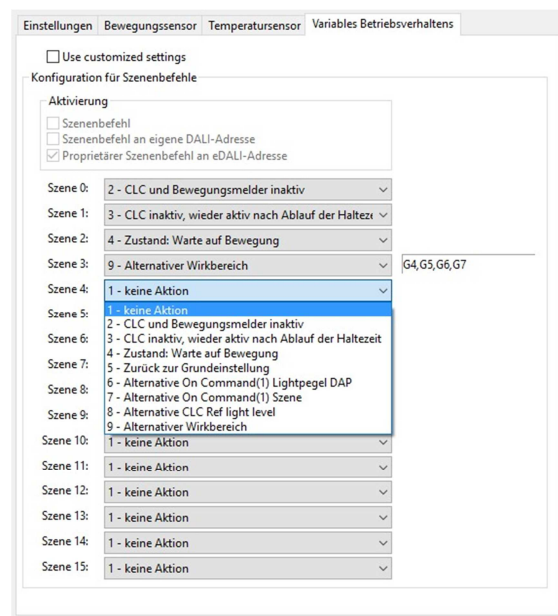 Einstellungen Bewegungssensor Temperatursensor Variables Betriebsverhaltens
Use customized settings
Konfiguration für Szenenbefehle
Aktivierung
Szenenbefehl
Szenenbefehl an eigene DALI-Adresse
Proprietärer Szenenbefehl an eDALI-Adresse
Szene 0: 2 - CLC und Bewegungsmelder inaktiv
Szene 1: 3 - CLC inaktiv, wieder aktiv nach Ablauf der Halteze
Szene 2: 4 - Zustand: Warte auf Bewegung
Szene 3: 9 - Alternativer Wirkbereich G4,G5,G6,G7
Szene 4: 1 - keine Aktion
Szene 5: 1 - keine Aktion
2 - CLC und Bewegungsmelder inaktiv
Szene 6: 3 - CLC inaktiv, wieder aktiv nach Ablauf der Haltezeit
4 - Zustand: Warte auf Bewegung
Szene 7: 5 - Zurück zur Grundeinstellung
6 - Alternative On Command(1) Lightpegel DAP
Szene 8: 7 - Alternative On Command(1) Szene
Szene 9: 8 - Alternative CLC Ref light level
9 - Alternativer Wirkbereich
Szene 10: 1 - keine Aktion
Szene 11: 1 - keine Aktion
Szene 12: 1 - keine Aktion
Szene 13: 1 - keine Aktion
Szene 14: 1 - keine Aktion
Szene 15: 1 - keine Aktion